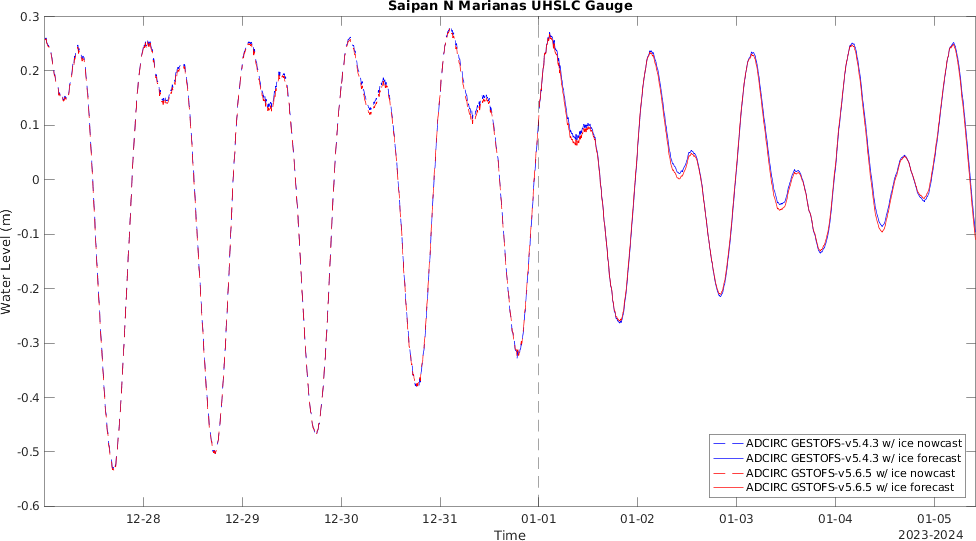 Saipan N Marianas UHSLC Gauge
0.3
0.2
0.1
0
-0.1
-0.2
-0.3
-0.4
-0.5
-0.6
Water Level (m)
ADCIRC GESTOFS-v5.4.3 w/ ice nowcast
ADCIRC GESTOFS-v5.4.3 w/ ice forecast
ADCIRC GSTOFS-v5.6.5 w/ ice nowcast
ADCIRC GSTOFS-v5.6.5 w/ ice forecast
12-28 12-29 12-30 12-31 01-01 01-02 01-03 01-04 01-05
Time
2023-2024